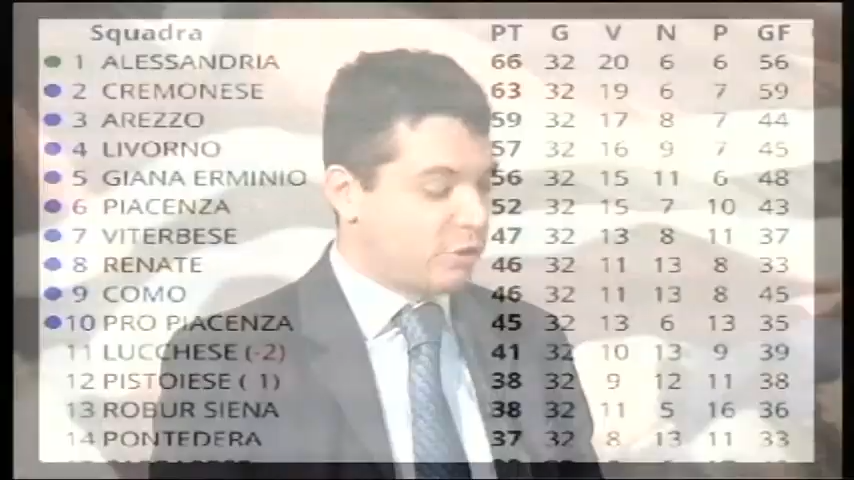 Squadra PT G V N P GF
1 ALESSANDRIA 66 32 20 6 6 56
2 CREMONESE 63 32 19 6 7 59
3 AREZZO 59 32 17 8 7 44
4 LIVORNO 57 32 16 9 7 45
5 GIANA ERMINIO 56 32 15 11 6 48
6 PIACENZA 52 32 15 7 10 43
7 VITERBESE 47 32 13 8 11 37
8 RENATE 46 32 11 13 8 33
9 COMO 46 32 11 13 8 45
10 PRO PIACENZA 45 32 13 6 13 35
11 LUCCHESE (-2) 41 32 10 13 9 39
12 PISTOIESE ( 1) 38 32 9 12 11 38
13 ROBUR SIENA 38 32 11 5 16 36
14 PONTEDERA 37 32 8 13 11 33